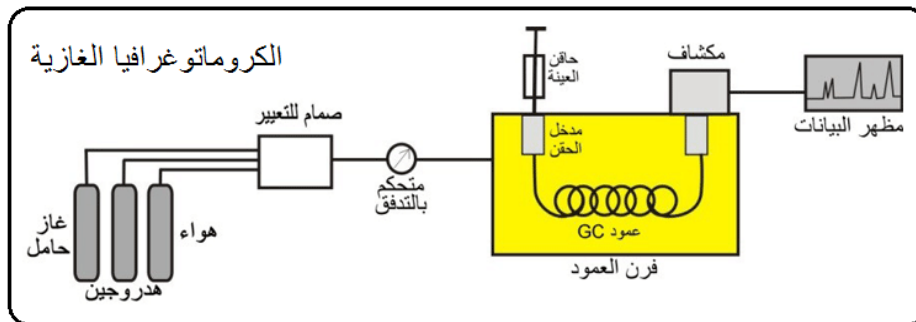 الكروماتوغرافيا الغازية
حاقن
العينة
مكشاف
مظهر البيانات
صمام للتعيير
مدخل
الحقن
متحكم
بالتدفق
عمود GC
فرن العمود
هواء
غاز
حامل
هدروجين